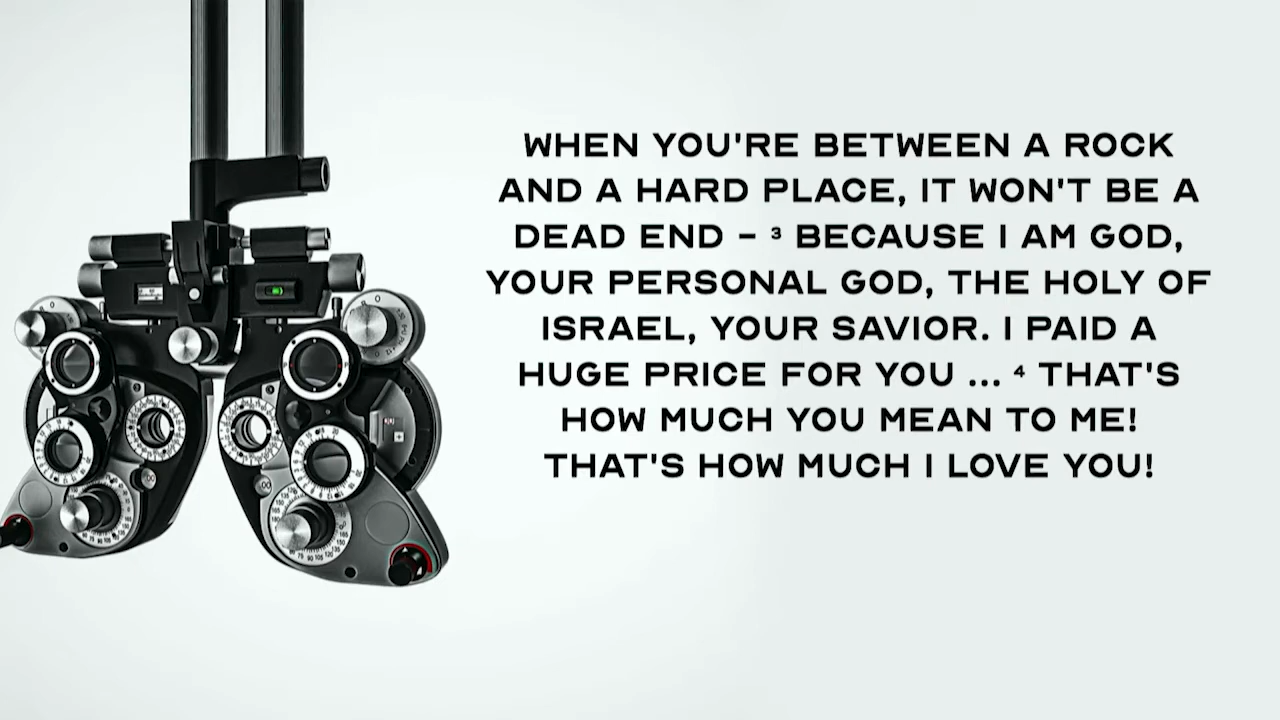 WHEN YOU'RE BETWEEN A ROCK
AND A HARD PLACE, IT WON'T BE A
DEAD END – ³ BECAUSE I AM GOD,
YOUR PERSONAL GOD, THE HOLY OF
ISRAEL, YOUR SAVIOR. I PAID A
HUGE PRICE FOR YOU ... ⁴ THAT'S
HOW MUCH YOU MEAN TO ME!
THAT'S HOW MUCH I LOVE YOU!